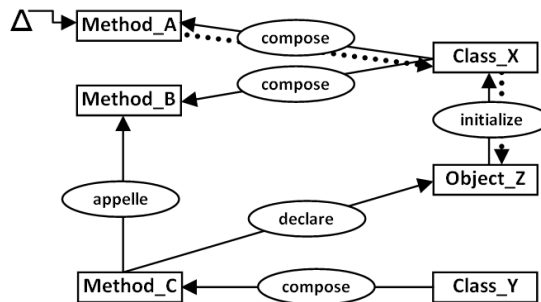 Δ
Method_A
compose
Class_X
compose
Method_B
initialize
Object_Z
appelle
declare
Method_C
compose
Class_Y